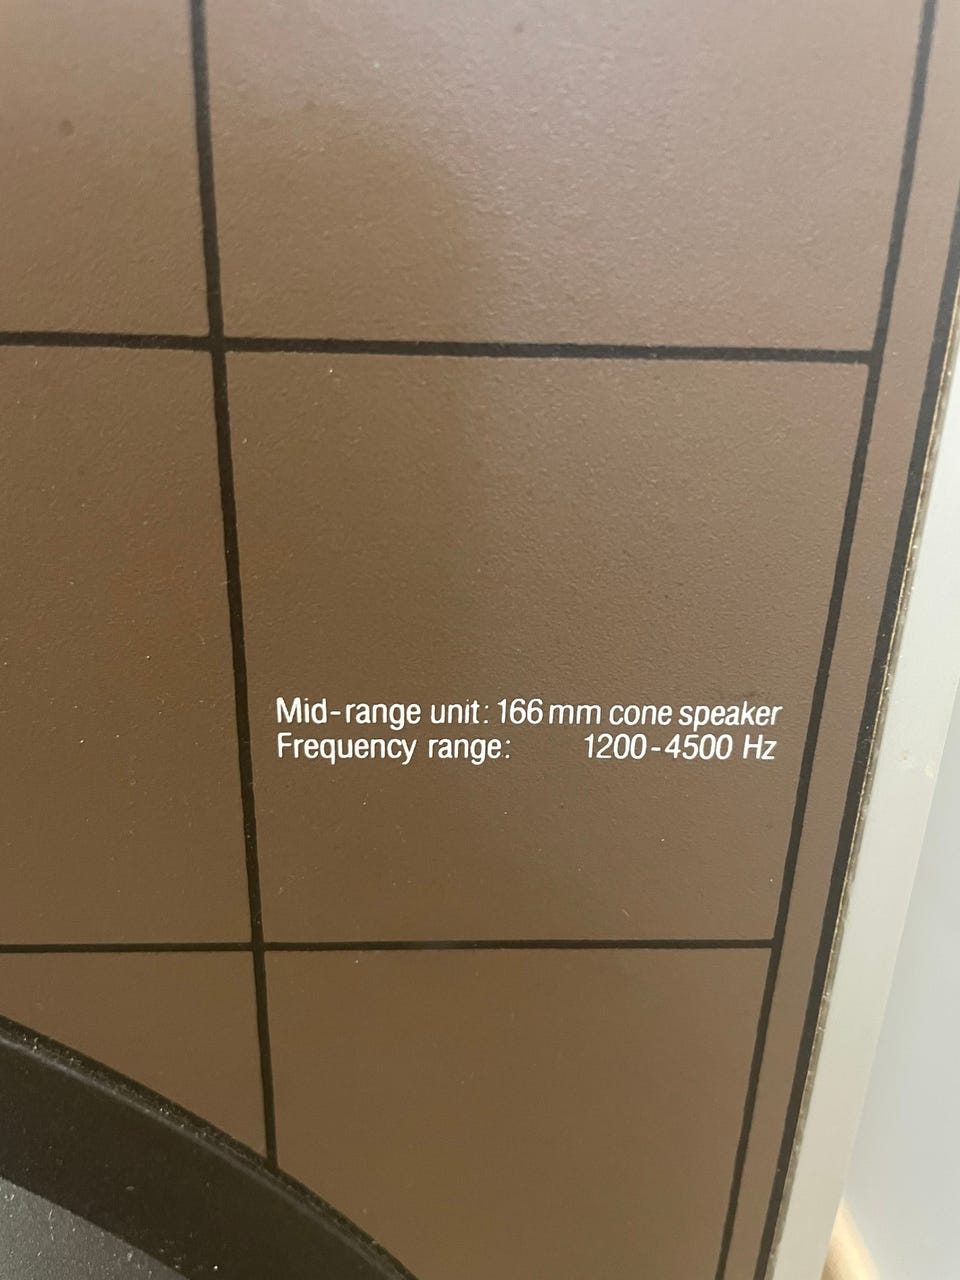 Mid-range unit: 166 mm cone speaker
Frequency range: 1200-4500 Hz